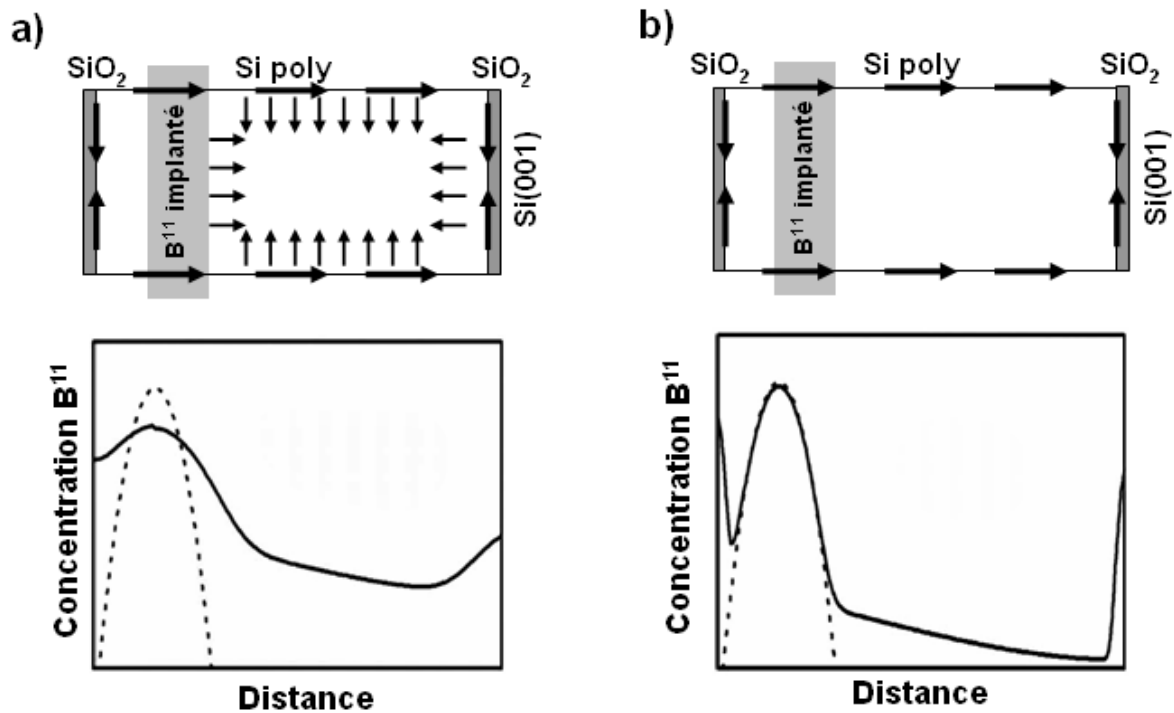 a)
SiO₂ Si poly SiO₂
B¹¹ implanté
Si(001)
Concentration B¹¹
Distance
b)
SiO₂ Si poly SiO₂
B¹¹ implanté
Si(001)
Concentration B¹¹
Distance